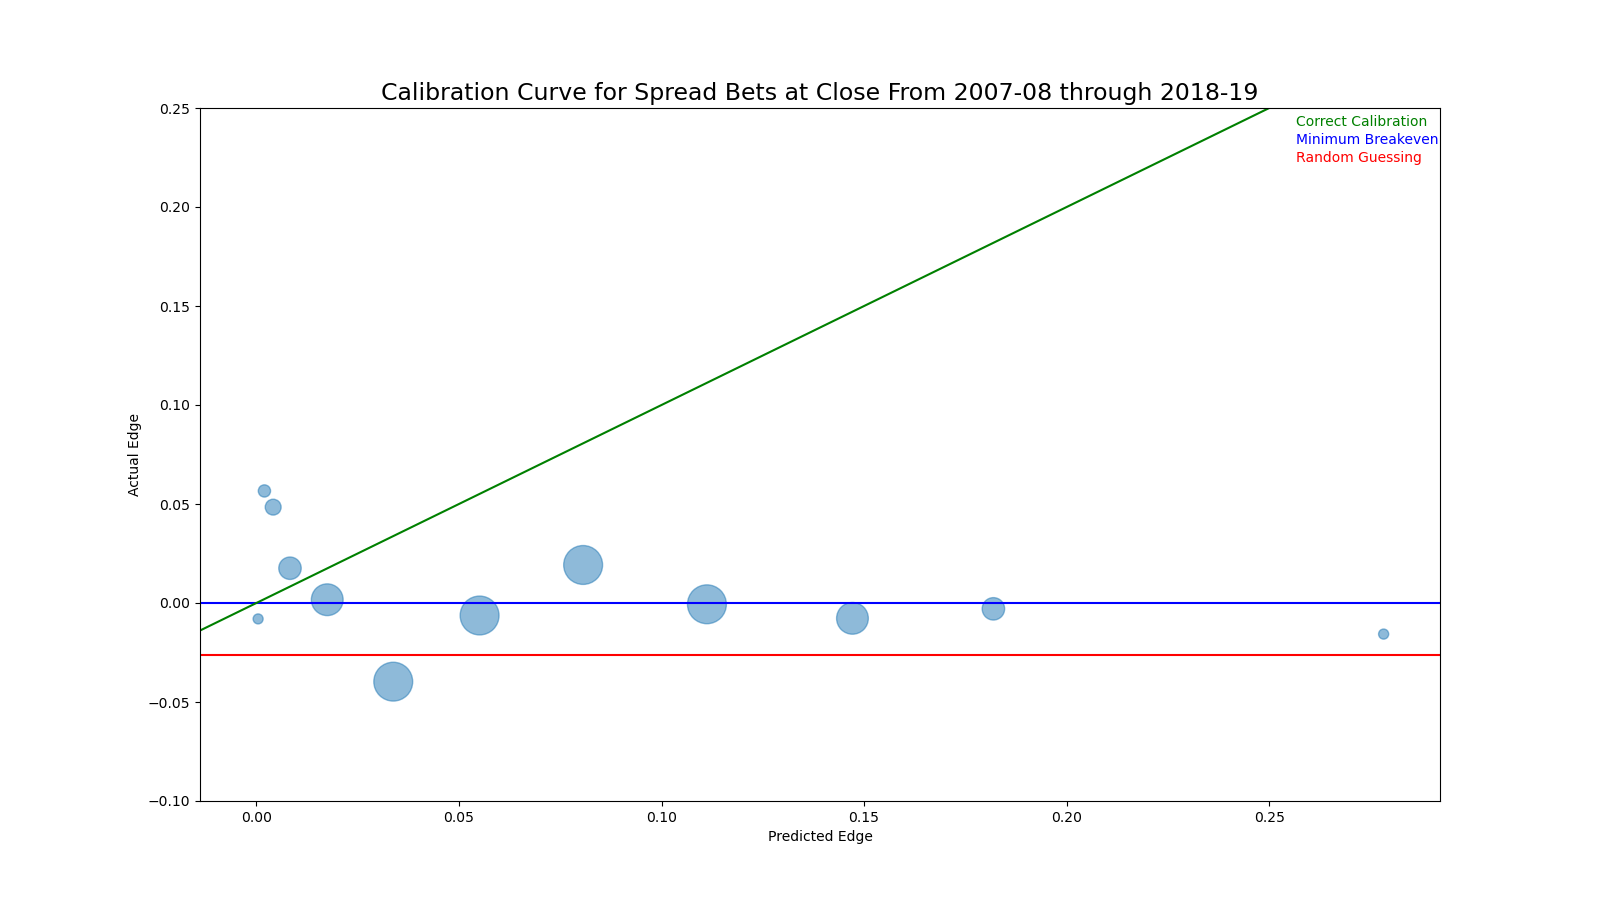 Calibration Curve for Spread Bets at Close From 2007-08 through 2018-19
0.25
Correct Calibration
Minimum Breakeven
Random Guessing
0.20
0.15
0.10
Actual Edge
0.05
0.00
−0.05
−0.10
0.00 0.05 0.10 0.15 0.20 0.25
Predicted Edge